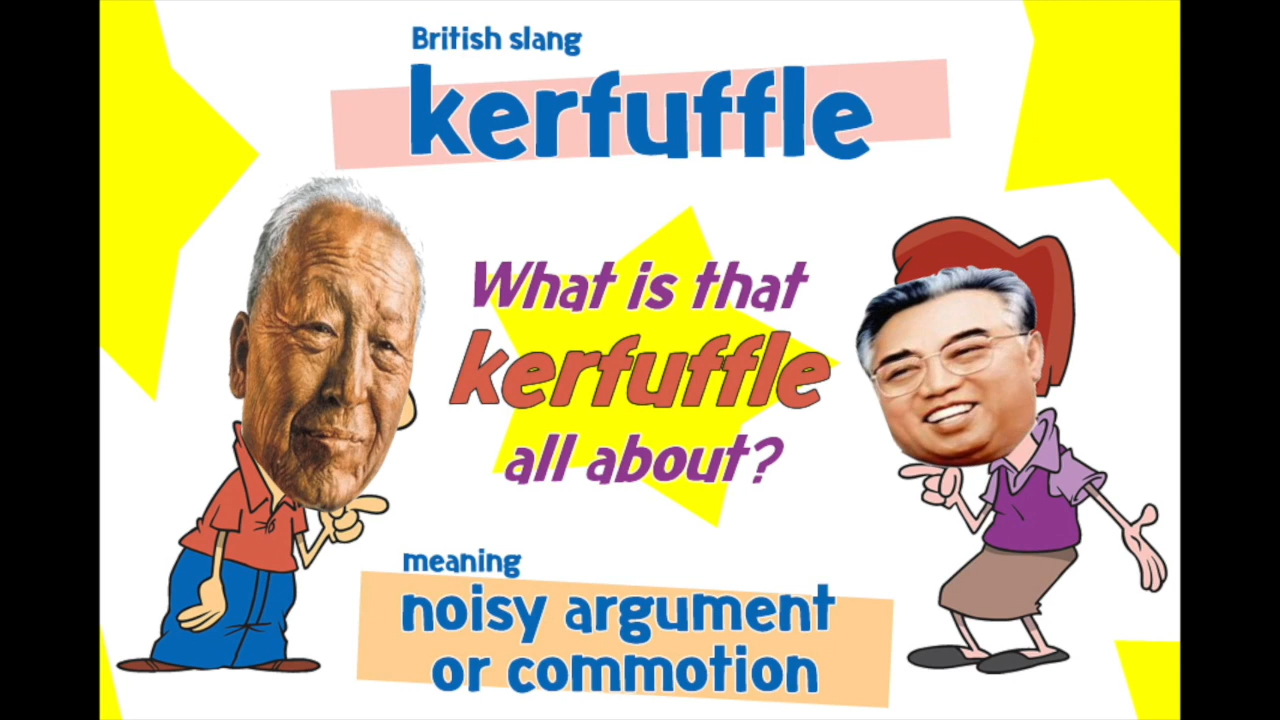 British slang
kerfuffle
What is that
kerfuffle
all about?
meaning
noisy argument
or commotion